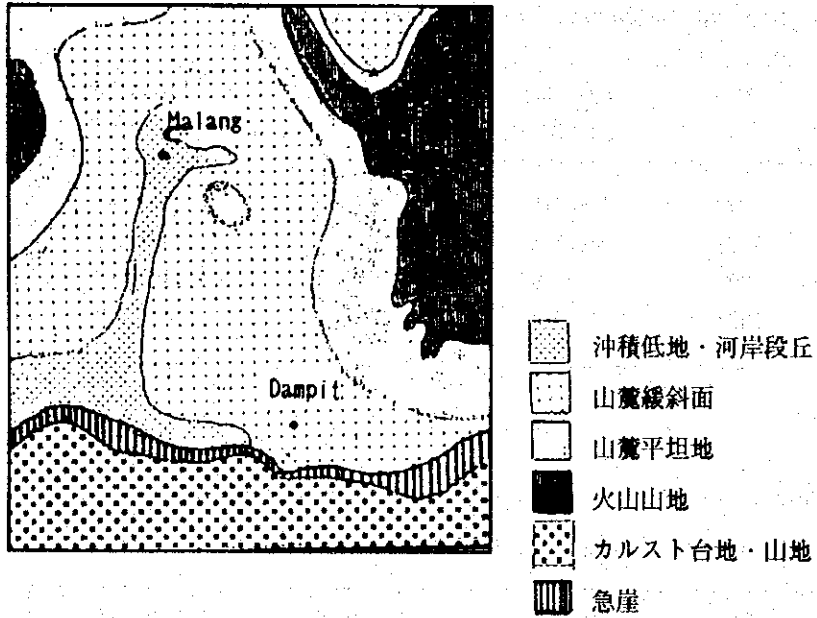 Malang
Dampit
沖積低地・河岸段丘
山麓緩斜面
山麓平坦地
火山山地
カルスト台地・山地
急崖